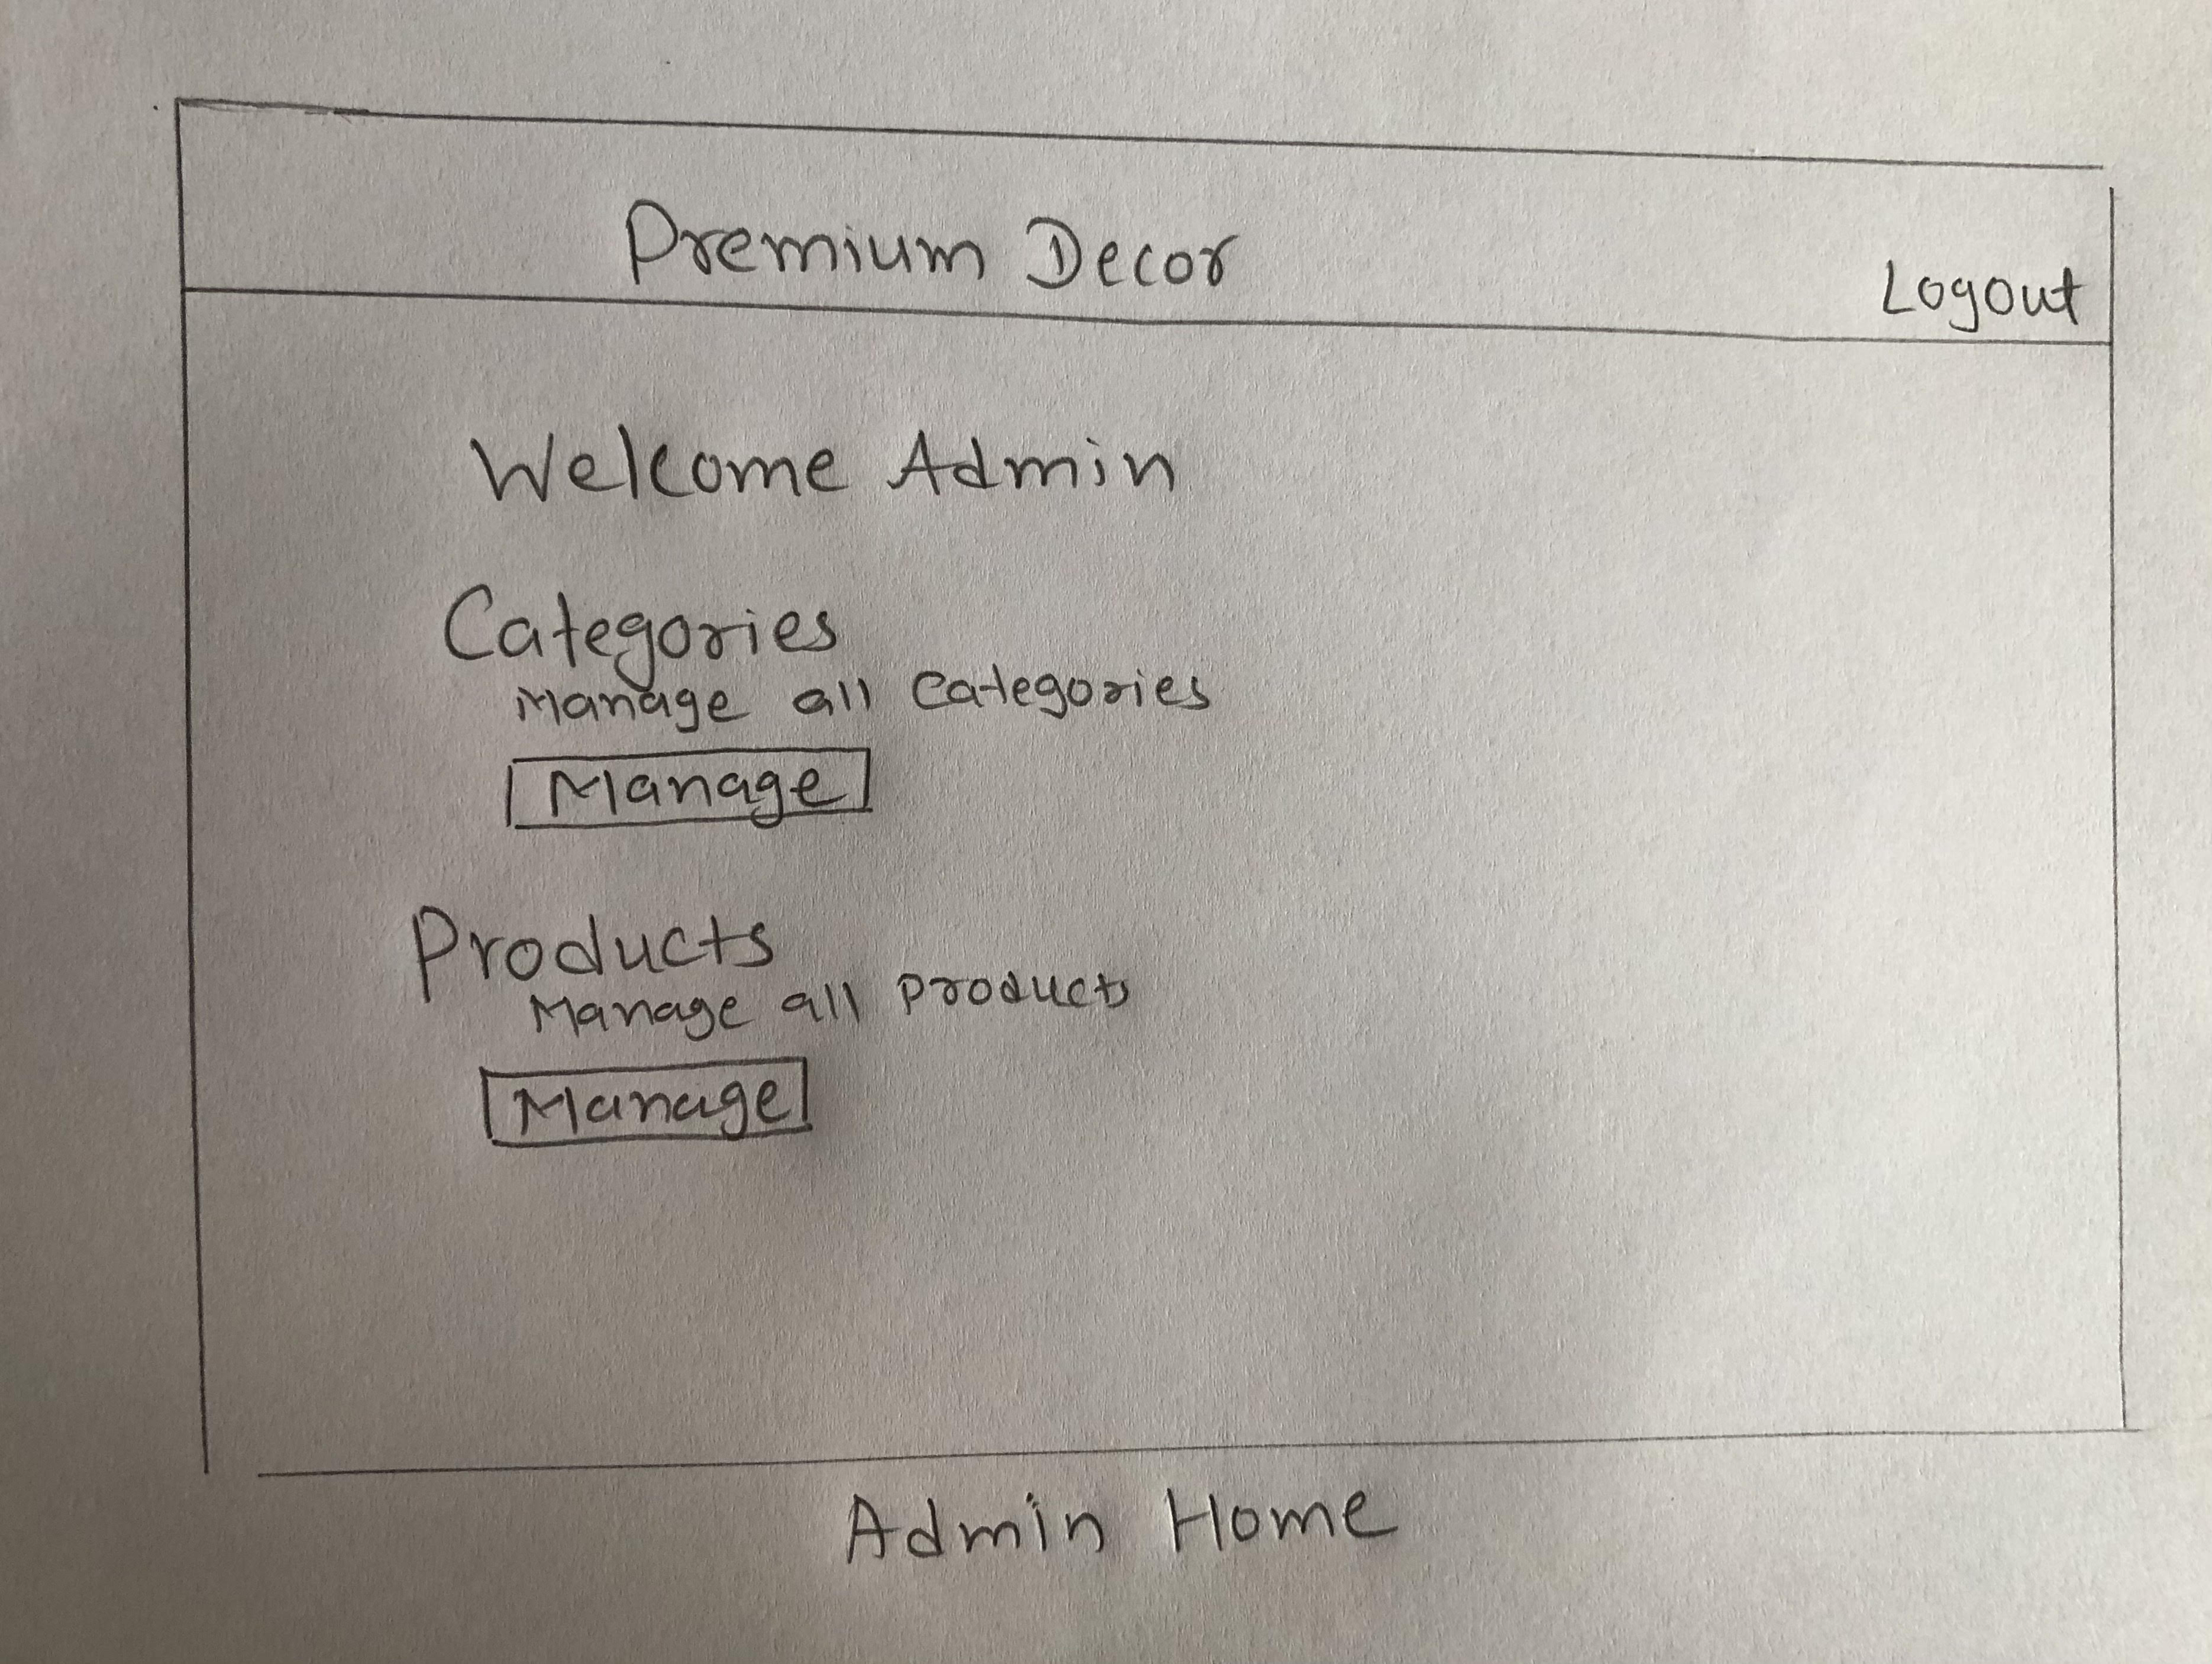 Premium Decor
Logout
Welcome Admin
Categories
Manage all Categories
Manage
Products
Manage all products
Manage
Admin Home